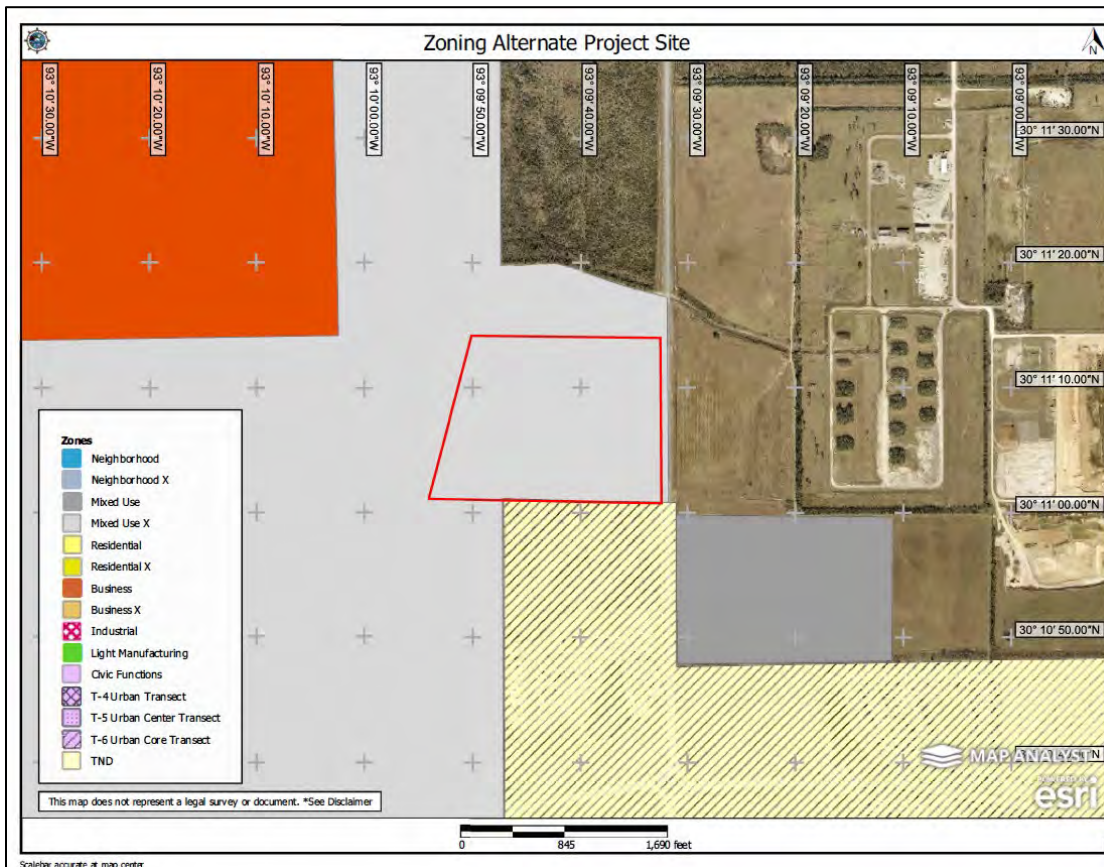 Zoning Alternate Project Site
N
93° 10' 30.00"W
93° 10' 20.00"W
93° 10' 10.00"W
93° 10' 00.00"W
93° 09' 50.00"W
93° 09' 40.00"W
93° 09' 30.00"W
93° 09' 20.00"W
93° 09' 10.00"W
93° 09' 00.00"W
30° 11' 30.00"N
30° 11' 20.00"N
30° 11' 10.00"N
30° 11' 00.00"N
30° 10' 50.00"N
Zones
Neighborhood
Neighborhood X
Mixed Use
Mixed Use X
Residential
Residential X
Business
Business X
Industrial
Light Manufacturing
Civic Functions
T-4 Urban Transect
T-5 Urban Center Transect
T-6 Urban Core Transect
TND
MAP ANALYST
POWERED BY
esri
This map does not represent a legal survey or document. *See Disclaimer
0 845 1,690 feet
Scalebar accurate at map center